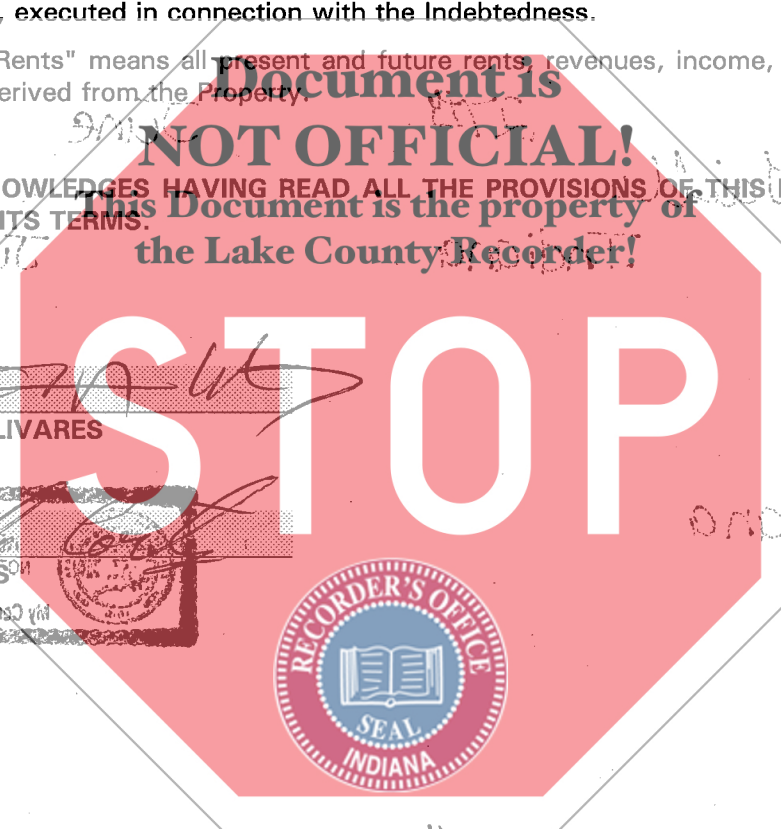 , executed in connection with the Indebtedness.
Rents" means all present and future rents, revenues, income,
erived from the Property.
Document is
NOT OFFICIAL!
OWLEDGES HAVING READ ALL THE PROVISIONS OF THIS
This Document is the property of
ITS TERMS.
the Lake County Recorder!
STOP
LIVARES
S
RECORDER'S OFFICE
SEAL
INDIANA